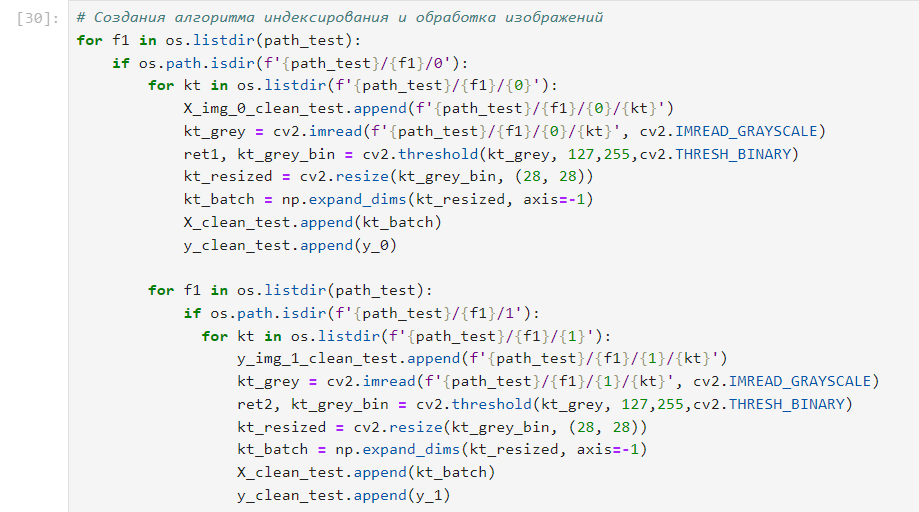 [30]: # Создания алгоритма индексирования и обработка изображений
for f1 in os.listdir(path_test):
    if os.path.isdir(f'{path_test}/{f1}/0'):
        for kt in os.listdir(f'{path_test}/{f1}/{0}'):
            X_img_0_clean_test.append(f'{path_test}/{f1}/{0}/{kt}')
            kt_grey = cv2.imread(f'{path_test}/{f1}/{0}/{kt}', cv2.IMREAD_GRAYSCALE)
            ret1, kt_grey_bin = cv2.threshold(kt_grey, 127,255,cv2.THRESH_BINARY)
            kt_resized = cv2.resize(kt_grey_bin, (28, 28))
            kt_batch = np.expand_dims(kt_resized, axis=-1)
            X_clean_test.append(kt_batch)
            y_clean_test.append(y_0)

        for f1 in os.listdir(path_test):
            if os.path.isdir(f'{path_test}/{f1}/1'):
              for kt in os.listdir(f'{path_test}/{f1}/{1}'):
                  y_img_1_clean_test.append(f'{path_test}/{f1}/{1}/{kt}')
                  kt_grey = cv2.imread(f'{path_test}/{f1}/{1}/{kt}', cv2.IMREAD_GRAYSCALE)
                  ret2, kt_grey_bin = cv2.threshold(kt_grey, 127,255,cv2.THRESH_BINARY)
                  kt_resized = cv2.resize(kt_grey_bin, (28, 28))
                  kt_batch = np.expand_dims(kt_resized, axis=-1)
                  X_clean_test.append(kt_batch)
                  y_clean_test.append(y_1)